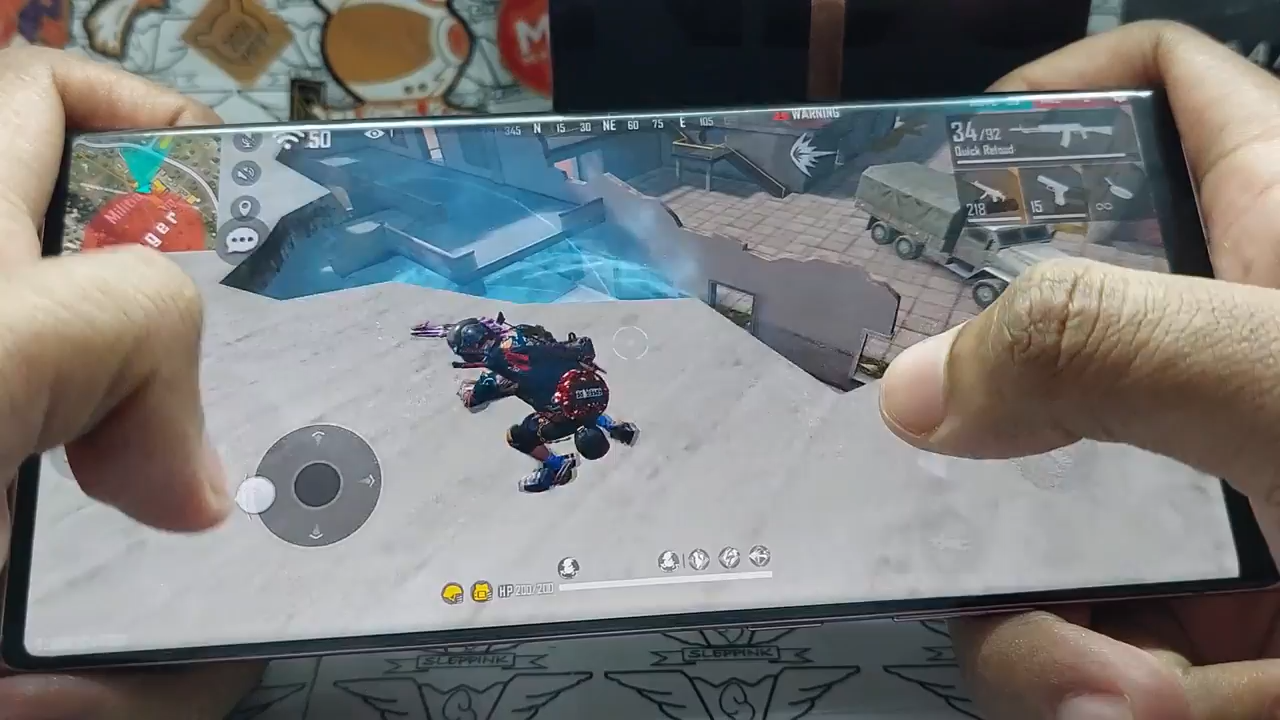 50
345 N 15 30 NE 60 75 E 105
WARNING
34/92
Quick Reload
218
15
∞
HP 200/200
SLEPPINK
SLEPPINK